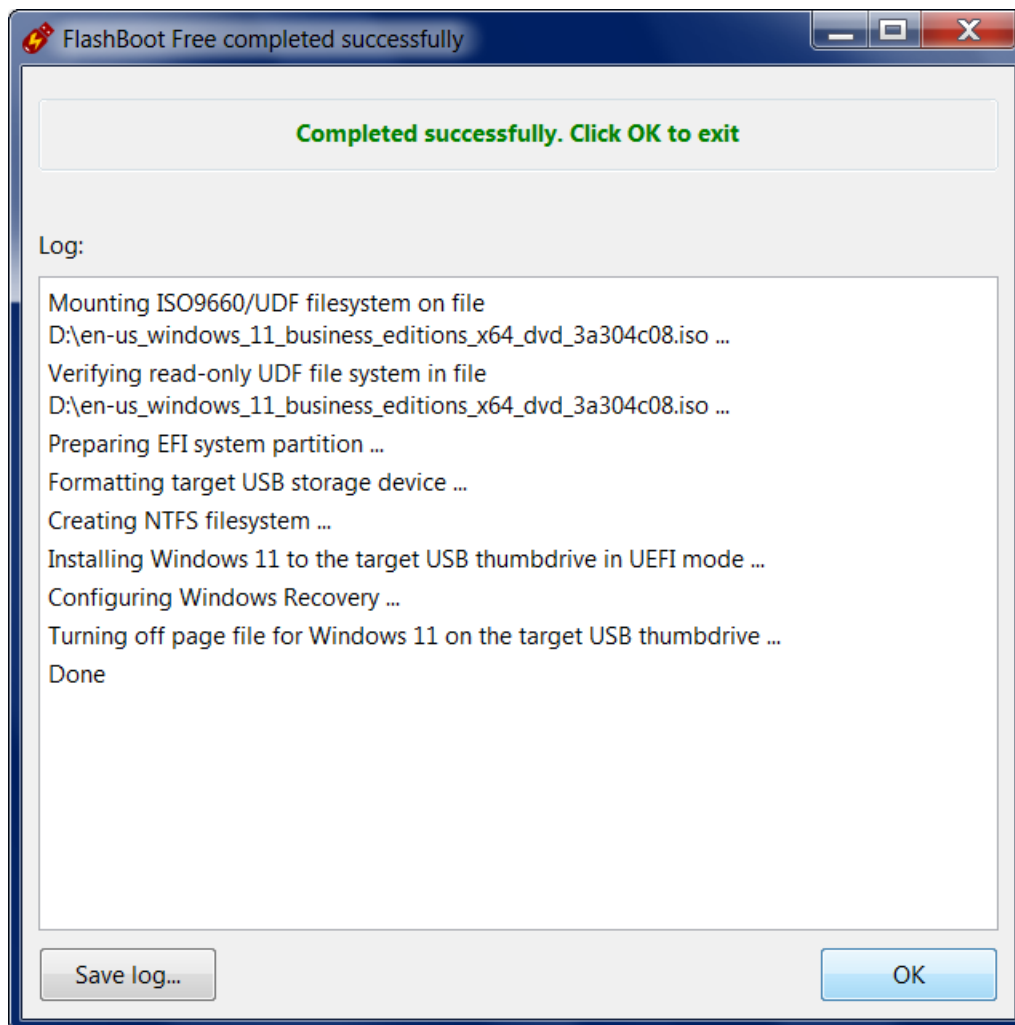 FlashBoot Free completed successfully
Completed successfully. Click OK to exit
Log:
Mounting ISO9660/UDF filesystem on file
D:\en-us_windows_11_business_editions_x64_dvd_3a304c08.iso ...
Verifying read-only UDF file system in file
D:\en-us_windows_11_business_editions_x64_dvd_3a304c08.iso ...
Preparing EFI system partition ...
Formatting target USB storage device ...
Creating NTFS filesystem ...
Installing Windows 11 to the target USB thumbdrive in UEFI mode ...
Configuring Windows Recovery ...
Turning off page file for Windows 11 on the target USB thumbdrive ...
Done
Save log...
OK